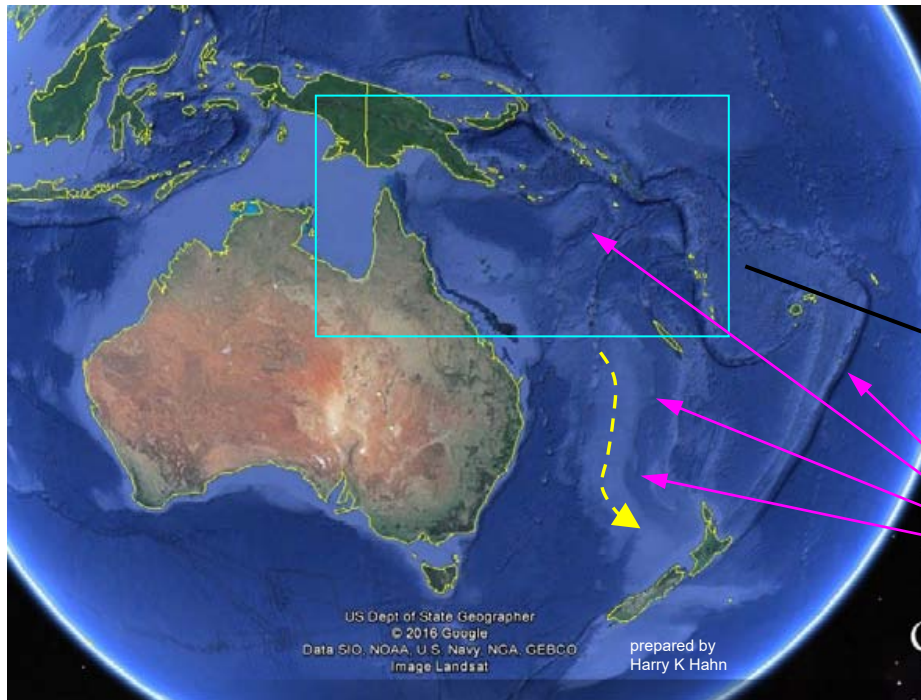 US Dept of State Geographer
© 2016 Google
Data SIO, NOAA, U.S. Navy, NGA, GEBCO
Image Landsat
prepared by
Harry K Hahn